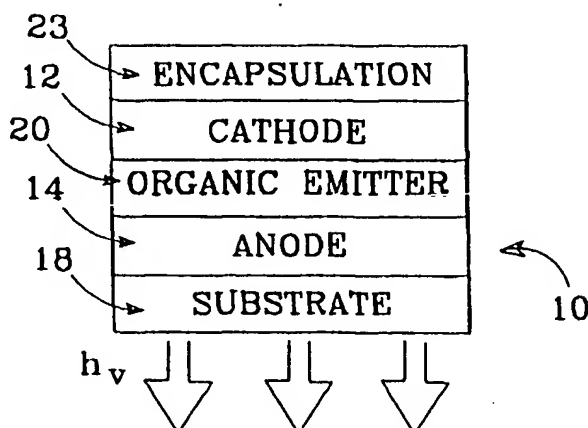 23
ENCAPSULATION
12
CATHODE
20
ORGANIC EMITTER
14
ANODE
18
SUBSTRATE
10
hv